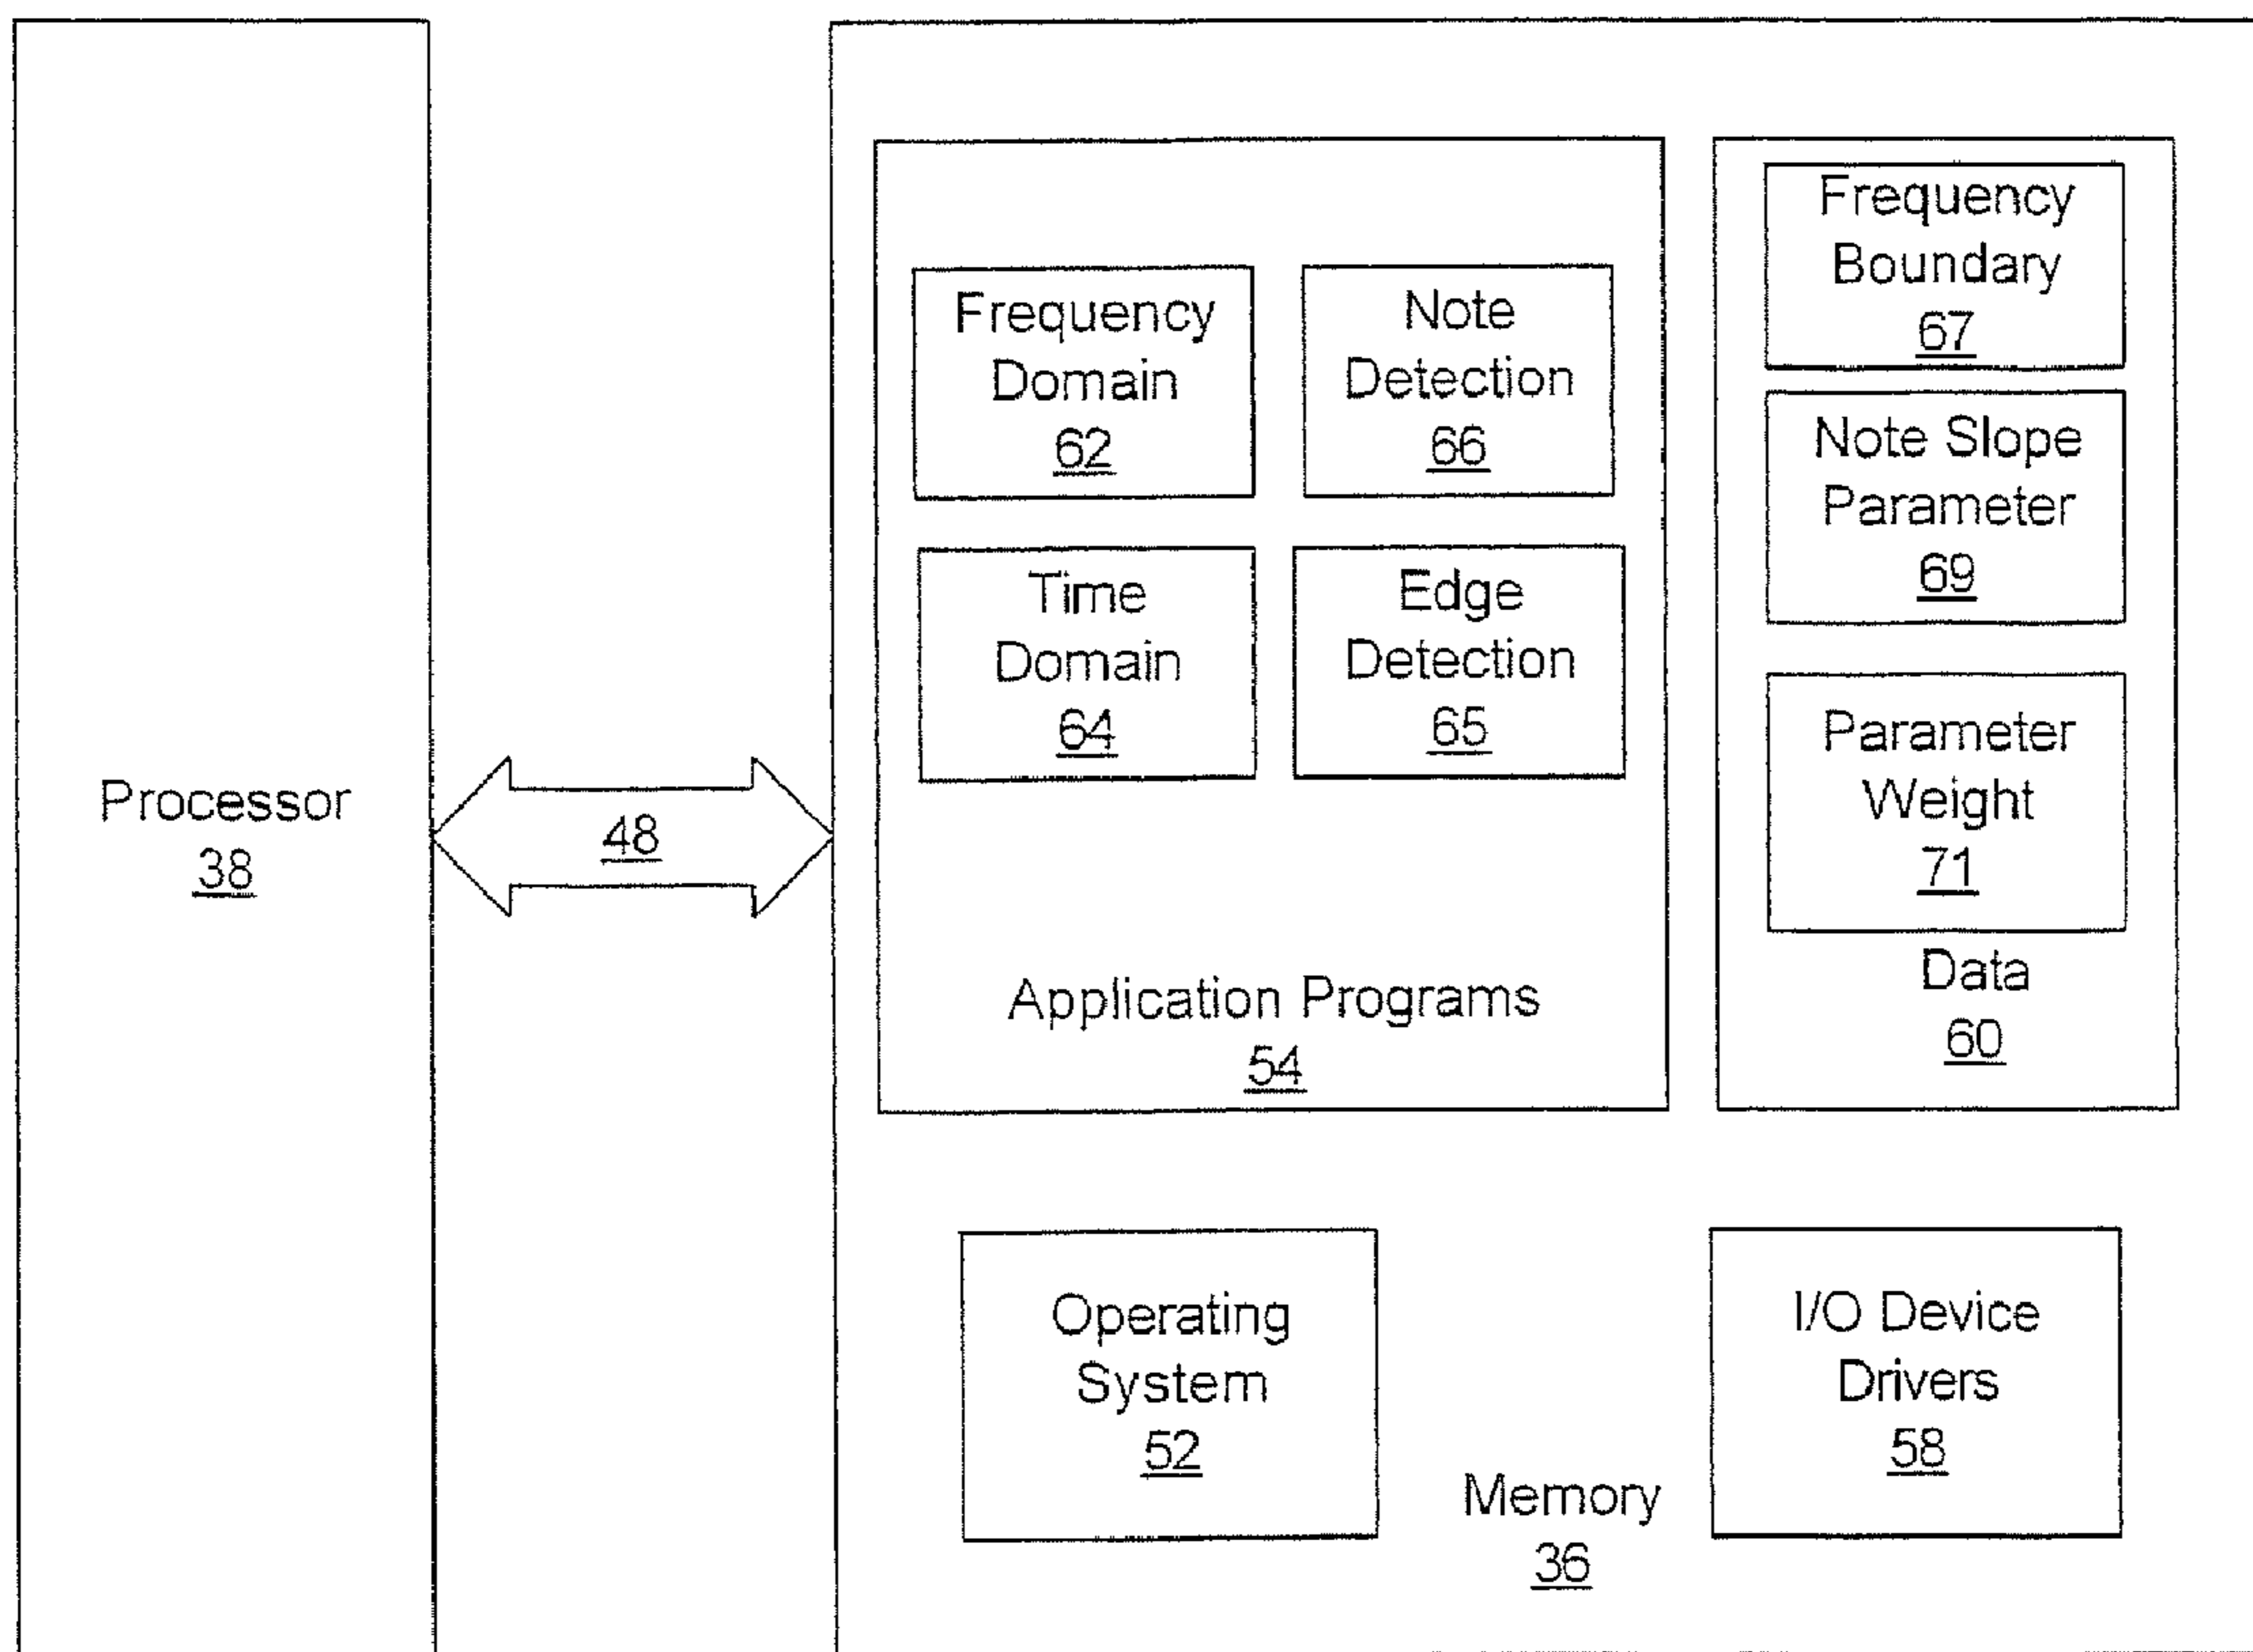 Processor
38
48
Frequency
Domain
62
Note
Detection
66
Time
Domain
64
Edge
Detection
65
Application Programs
54
Frequency
Boundary
67
Note Slope
Parameter
69
Parameter
Weight
71
Data
60
Operating
System
52
I/O Device
Drivers
58
Memory
36